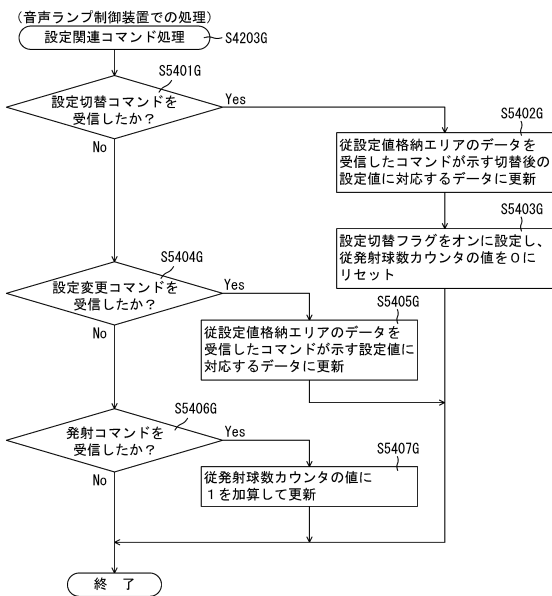 （音声ランプ制御装置での処理）
設定関連コマンド処理
S4203G
S5401G
設定切替コマンドを
受信したか？
Yes
No
S5402G
従設定値格納エリアのデータを
受信したコマンドが示す切替後の
設定値に対応するデータに更新
S5403G
設定切替フラグをオンに設定し、
従発射球数カウンタの値を０に
リセット
S5404G
設定変更コマンドを
受信したか？
Yes
No
S5405G
従設定値格納エリアのデータを
受信したコマンドが示す設定値に
対応するデータに更新
S5406G
発射コマンドを
受信したか？
Yes
No
S5407G
従発射球数カウンタの値に
１を加算して更新
終 了